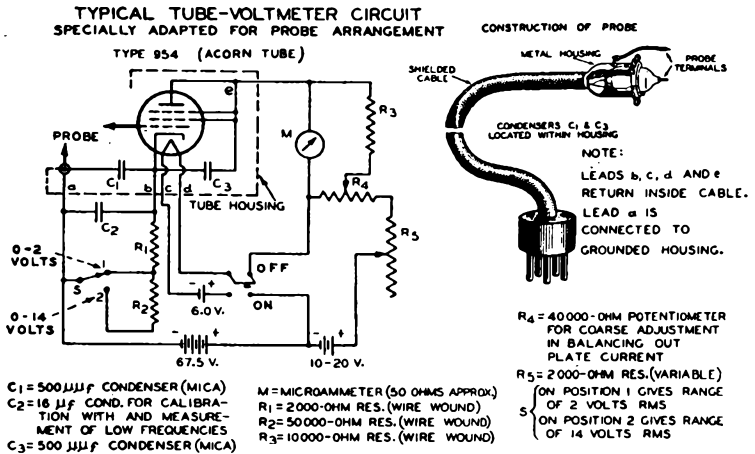 TYPICAL TUBE-VOLTMETER CIRCUIT
SPECIALLY ADAPTED FOR PROBE ARRANGEMENT
TYPE 954 (ACORN TUBE)
e
PROBE
M
R3
a
C1
b
c
d
C3
R4
TUBE HOUSING
C2
R1
R5
0-2
VOLTS
S
1
2
OFF
R2
- +
6.0 V.
ON
0-14
VOLTS
- +
67.5 V.
- +
10-20 V.
CONSTRUCTION OF PROBE
METAL HOUSING
SHIELDED
CABLE
PROBE
TERMINALS
CONDENSERS C1 & C3
LOCATED WITHIN HOUSING
NOTE:
LEADS b, c, d AND e
RETURN INSIDE CABLE.
LEAD a IS
CONNECTED TO
GROUNDED HOUSING.
C1 = 500 μμf CONDENSER (MICA)
C2 = 16 μf COND. FOR CALIBRA-
TION WITH AND MEASURE-
MENT OF LOW FREQUENCIES
C3 = 500 μμf CONDENSER (MICA)
M = MICROAMMETER (50 OHMS APPROX.)
R1 = 2000-OHM RES. (WIRE WOUND)
R2 = 50000-OHM RES. (WIRE WOUND)
R3 = 10000-OHM RES. (WIRE WOUND)
R4 = 40000-OHM POTENTIOMETER
FOR COARSE ADJUSTMENT
IN BALANCING OUT
PLATE CURRENT
R5 = 2000-OHM RES. (VARIABLE)
S { ON POSITION 1 GIVES RANGE
OF 2 VOLTS RMS
ON POSITION 2 GIVES RANGE
OF 14 VOLTS RMS